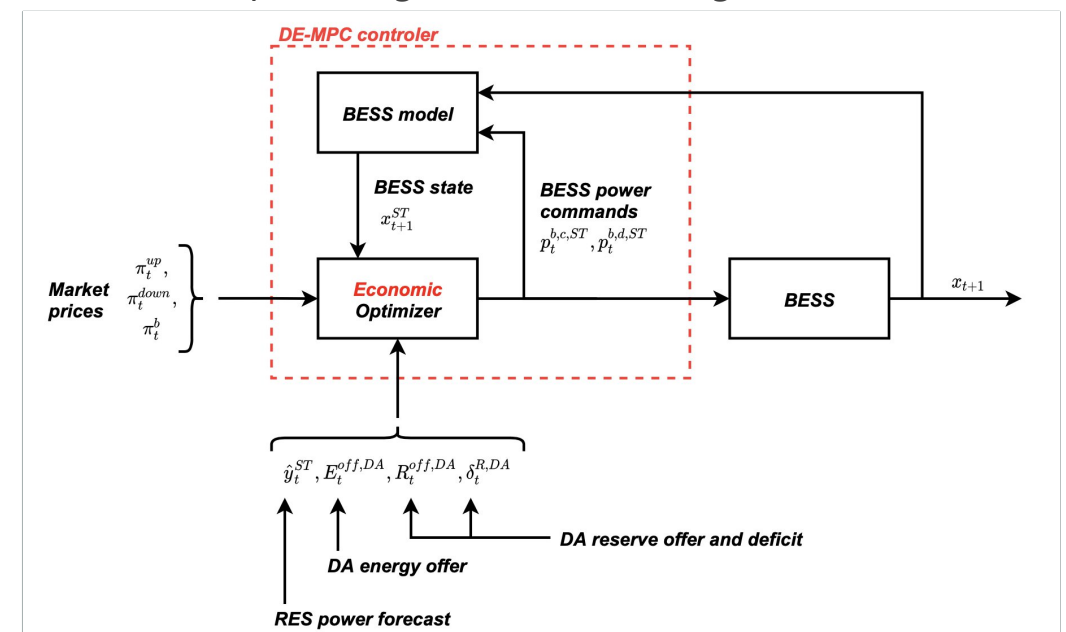 DE-MPC controler
BESS model
BESS state
x_{t+1}^{ST}
BESS power
commands
p_t^{b,c,ST}, p_t^{b,d,ST}
Market
prices
π_t^{up},
π_t^{down},
π_t^b
Economic
Optimizer
BESS
x_{t+1}
ŷ_t^{ST}, E_t^{off,DA}, R_t^{off,DA}, δ_t^{R,DA}
DA reserve offer and deficit
DA energy offer
RES power forecast